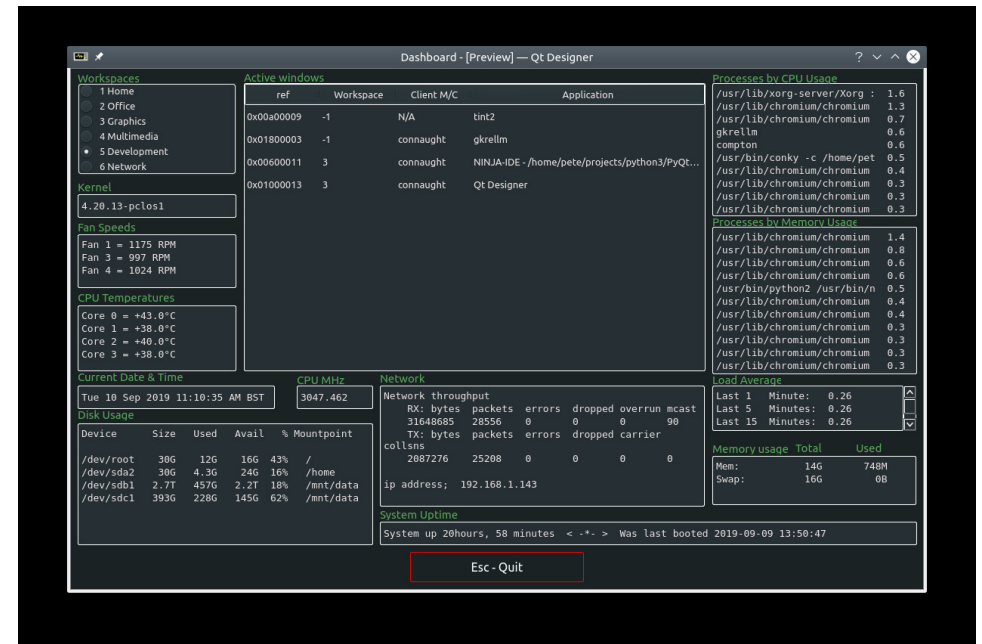 Dashboard - [Preview] — Qt Designer
Workspaces
1 Home
2 Office
3 Graphics
4 Multimedia
5 Development
6 Network
Kernel
4.20.13-pclos1
Fan Speeds
Fan 1 = 1175 RPM
Fan 3 = 997 RPM
Fan 4 = 1024 RPM
CPU Temperatures
Core 0 = +43.0°C
Core 1 = +38.0°C
Core 2 = +40.0°C
Core 3 = +38.0°C
Active windows
ref Workspace Client M/C Application
0x00a00009 -1 N/A tint2
0x01800003 -1 connaught gkrellm
0x00600011 3 connaught NINJA-IDE - /home/pete/projects/python3/PyQt...
0x01000013 3 connaught Qt Designer
Processes by CPU Usage
/usr/lib/xorg-server/Xorg : 1.6
/usr/lib/chromium/chromium 1.3
/usr/lib/chromium/chromium 0.7
gkrellm 0.6
compton 0.6
/usr/bin/conky -c /home/pet 0.5
/usr/lib/chromium/chromium 0.4
/usr/lib/chromium/chromium 0.3
/usr/lib/chromium/chromium 0.3
/usr/lib/chromium/chromium 0.3
Processes by Memory Usage
/usr/lib/chromium/chromium 1.4
/usr/lib/chromium/chromium 0.8
/usr/lib/chromium/chromium 0.6
/usr/lib/chromium/chromium 0.6
/usr/bin/python2 /usr/bin/n 0.5
/usr/lib/chromium/chromium 0.4
/usr/lib/chromium/chromium 0.4
/usr/lib/chromium/chromium 0.3
/usr/lib/chromium/chromium 0.3
/usr/lib/chromium/chromium 0.3
/usr/lib/chromium/chromium 0.3
Current Date & Time
Tue 10 Sep 2019 11:10:35 AM BST
CPU MHz
3047.462
Disk Usage
Device Size Used Avail % Mountpoint
/dev/root 30G 12G 16G 43% /
/dev/sda2 30G 4.3G 24G 16% /home
/dev/sdb1 2.7T 457G 2.2T 18% /mnt/data
/dev/sdc1 393G 228G 145G 62% /mnt/data
Network
Network throughput
RX: bytes packets errors dropped overrun mcast
31648685 28556 0 0 0 90
TX: bytes packets errors dropped carrier
collsns
2087276 25208 0 0 0 0
ip address; 192.168.1.143
Load Average
Last 1 Minute: 0.26
Last 5 Minutes: 0.26
Last 15 Minutes: 0.26
Memory usage Total Used
Mem: 14G 748M
Swap: 16G 0B
System Uptime
System up 20hours, 58 minutes < -*- > Was last booted 2019-09-09 13:50:47
Esc - Quit